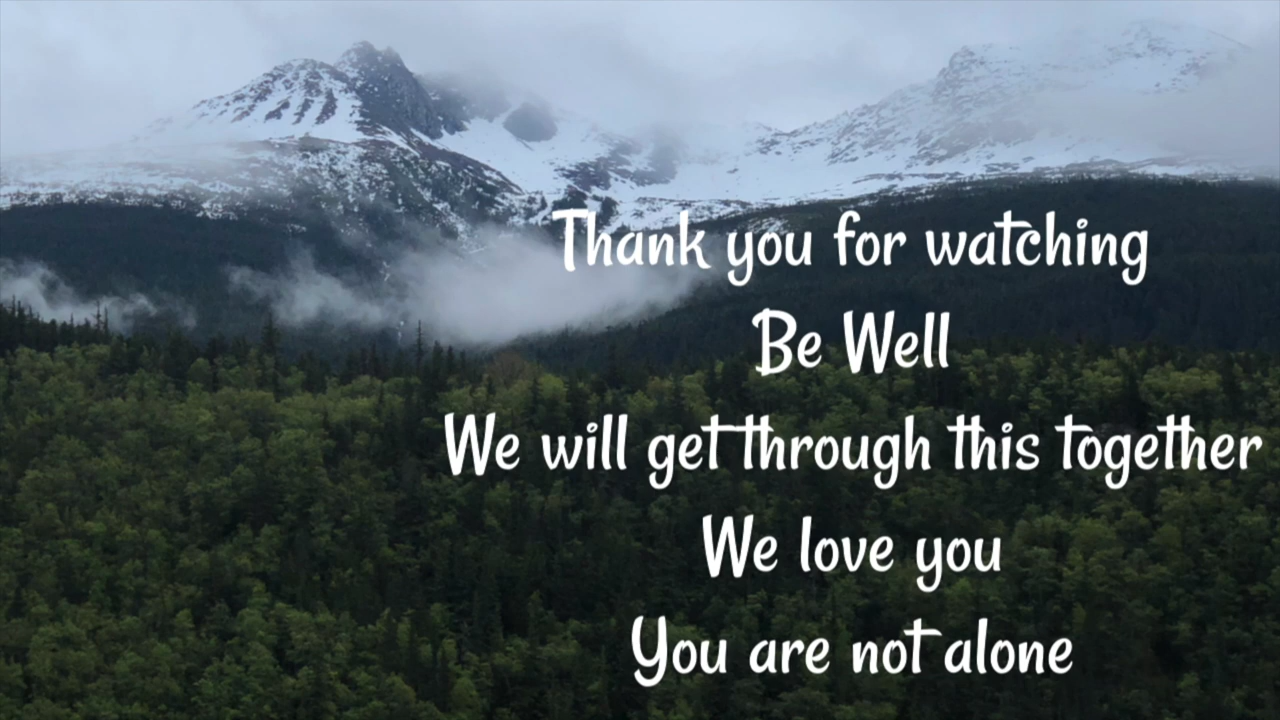 Thank you for watching
Be Well
We will get through this together
We love you
You are not alone